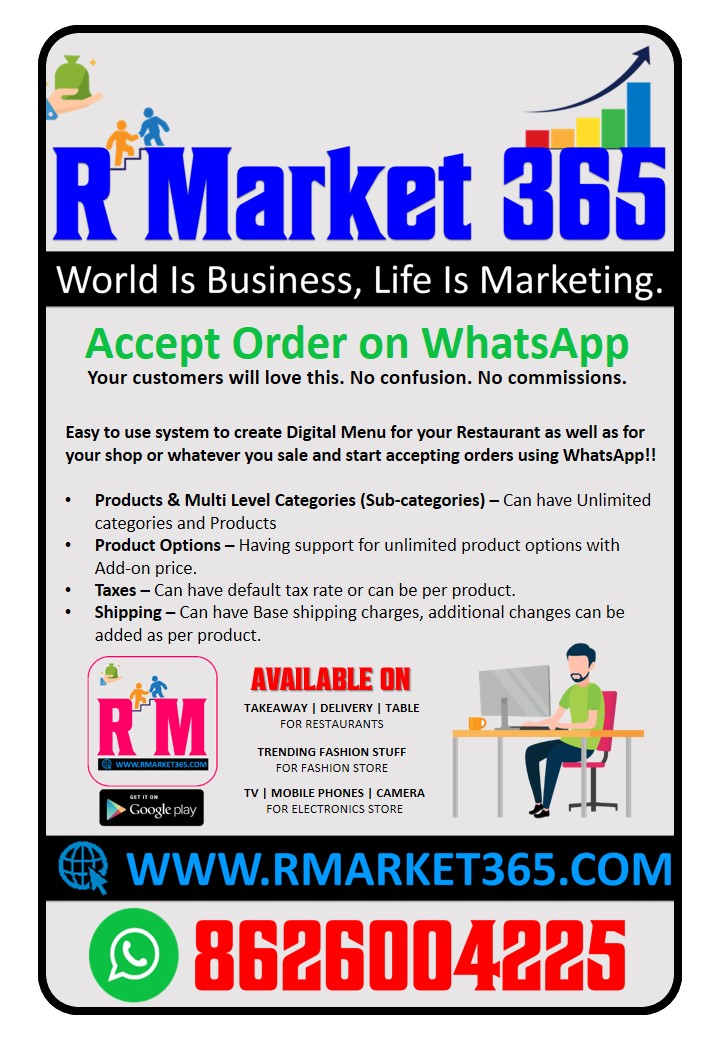 R Market 365
World Is Business, Life Is Marketing.
Accept Order on WhatsApp
Your customers will love this. No confusion. No commissions.
Easy to use system to create Digital Menu for your Restaurant as well as for
your shop or whatever you sale and start accepting orders using WhatsApp!!
• Products & Multi Level Categories (Sub-categories) – Can have Unlimited
categories and Products
• Product Options – Having support for unlimited product options with
Add-on price.
• Taxes – Can have default tax rate or can be per product.
• Shipping – Can have Base shipping charges, additional changes can be
added as per product.
R M
WWW.RMARKET365.COM
GET IT ON
Google play
AVAILABLE ON
TAKEAWAY | DELIVERY | TABLE
FOR RESTAURANTS
TRENDING FASHION STUFF
FOR FASHION STORE
TV | MOBILE PHONES | CAMERA
FOR ELECTRONICS STORE
WWW.RMARKET365.COM
8626004225